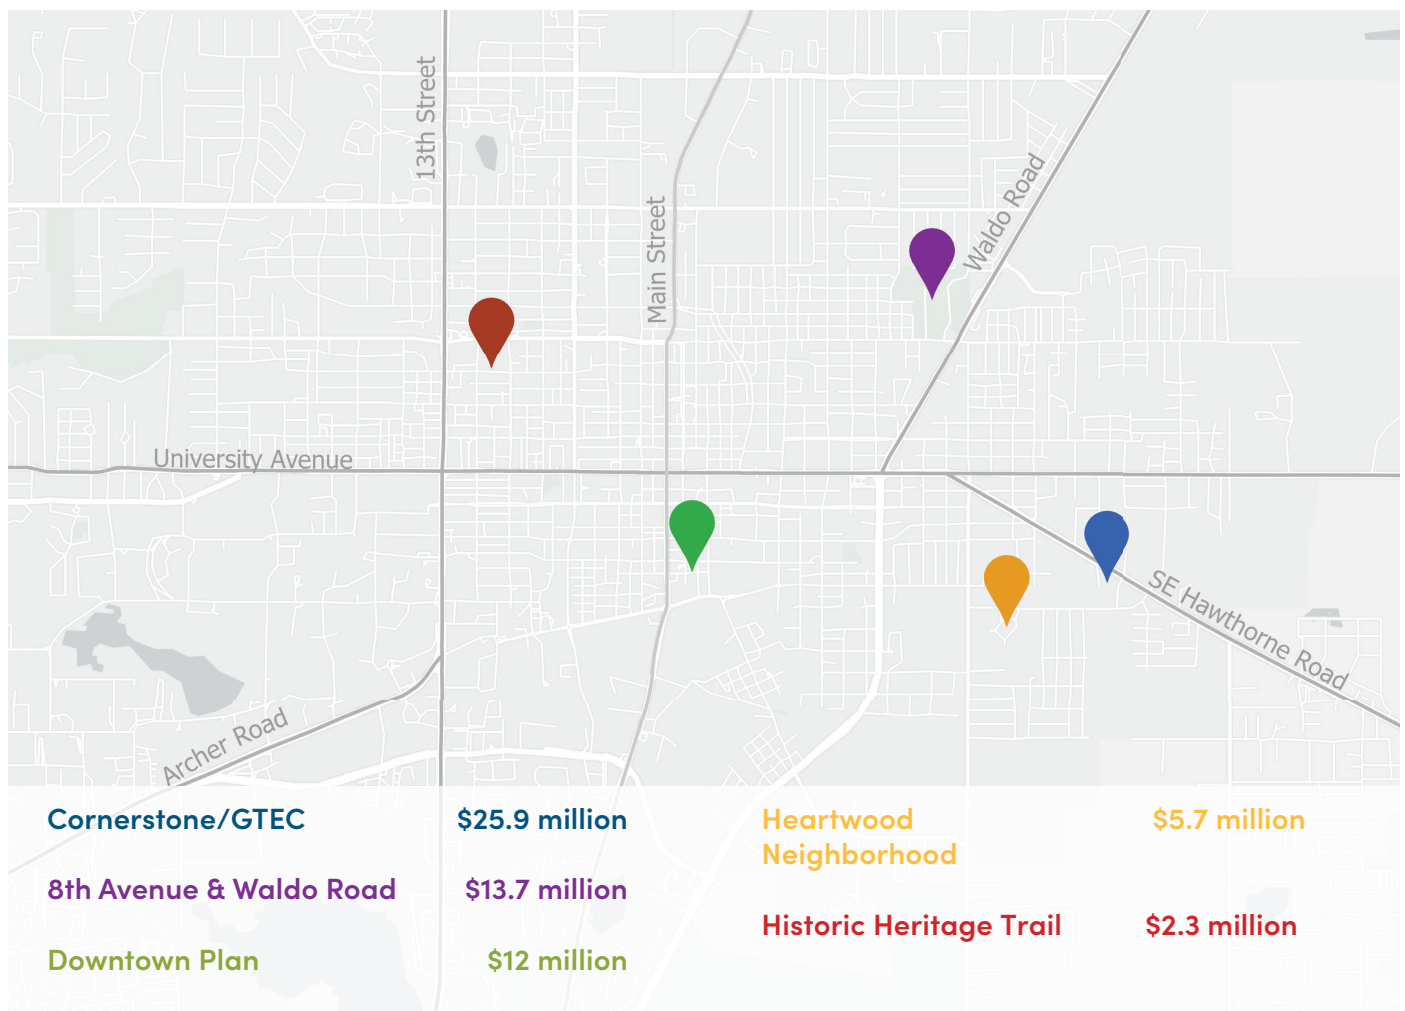 13th Street
Main Street
Waldo Road
University Avenue
SE Hawthorne Road
Archer Road
Cornerstone/GTEC $25.9 million
8th Avenue & Waldo Road $13.7 million
Downtown Plan $12 million
Heartwood $5.7 million
Neighborhood
Historic Heritage Trail $2.3 million